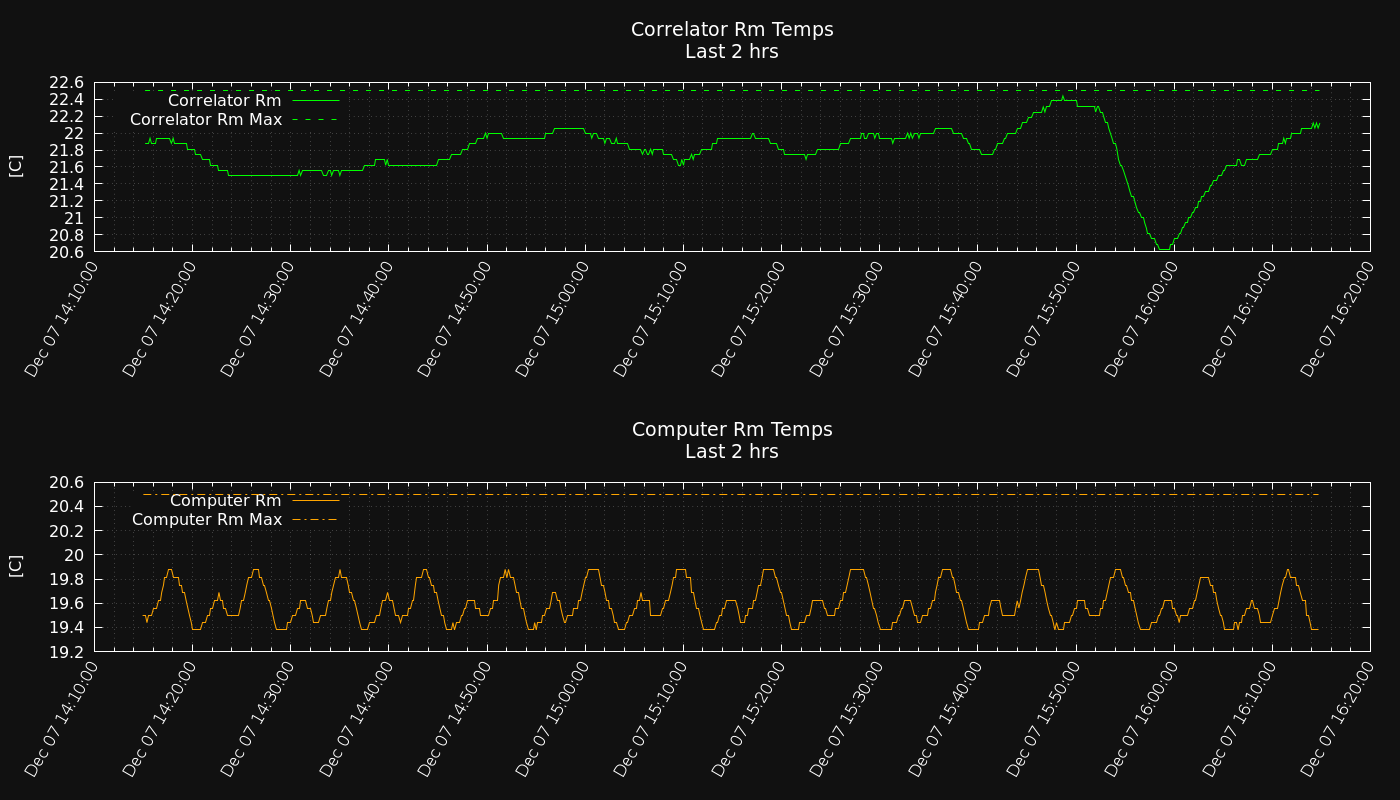 Correlator Rm Temps
Last 2 hrs
22.6
22.4
22.2
22
21.8
21.6
21.4
21.2
21
20.8
20.6
[C]
Correlator Rm
Correlator Rm Max
Dec 07 14:10:00
Dec 07 14:20:00
Dec 07 14:30:00
Dec 07 14:40:00
Dec 07 14:50:00
Dec 07 15:00:00
Dec 07 15:10:00
Dec 07 15:20:00
Dec 07 15:30:00
Dec 07 15:40:00
Dec 07 15:50:00
Dec 07 16:00:00
Dec 07 16:10:00
Dec 07 16:20:00
Computer Rm Temps
Last 2 hrs
20.6
20.4
20.2
20
19.8
19.6
19.4
19.2
[C]
Computer Rm
Computer Rm Max
Dec 07 14:10:00
Dec 07 14:20:00
Dec 07 14:30:00
Dec 07 14:40:00
Dec 07 14:50:00
Dec 07 15:00:00
Dec 07 15:10:00
Dec 07 15:20:00
Dec 07 15:30:00
Dec 07 15:40:00
Dec 07 15:50:00
Dec 07 16:00:00
Dec 07 16:10:00
Dec 07 16:20:00